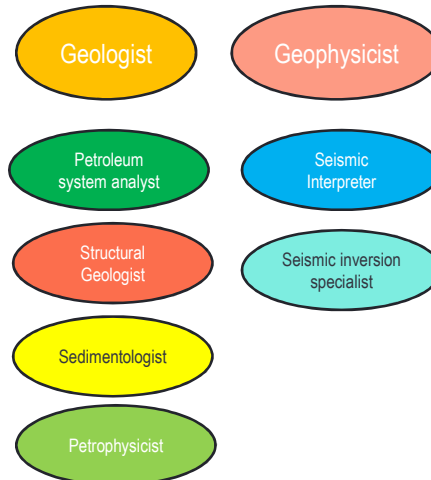 Geologist
Geophysicist
Petroleum
system analyst
Seismic
Interpreter
Structural
Geologist
Seismic inversion
specialist
Sedimentologist
Petrophysicist